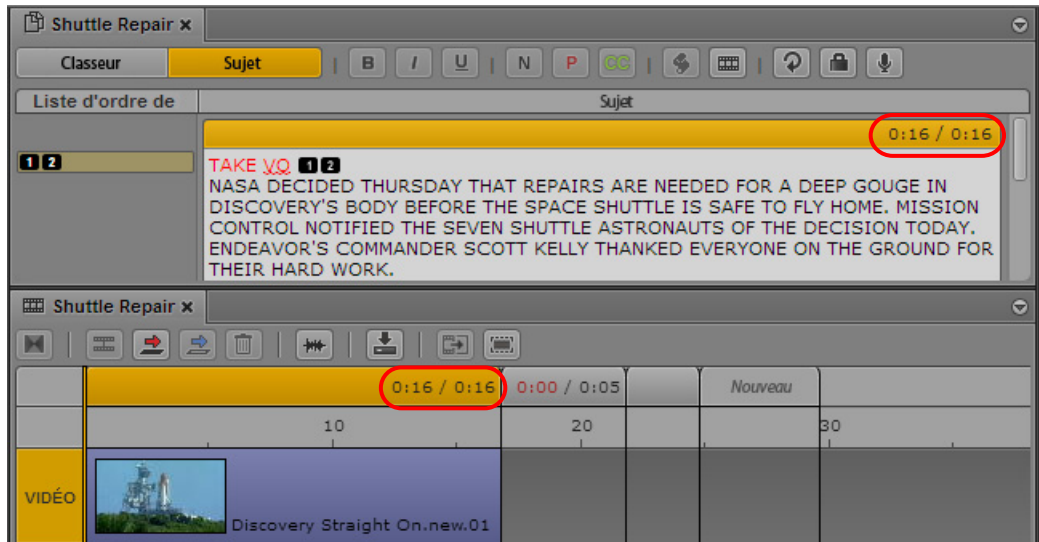 Shuttle Repair ×
Classeur Sujet | B I U | N P CC | |
Liste d'ordre de Sujet
0:16 / 0:16
1 2 TAKE VO 1 2
NASA DECIDED THURSDAY THAT REPAIRS ARE NEEDED FOR A DEEP GOUGE IN
DISCOVERY'S BODY BEFORE THE SPACE SHUTTLE IS SAFE TO FLY HOME. MISSION
CONTROL NOTIFIED THE SEVEN SHUTTLE ASTRONAUTS OF THE DECISION TODAY.
ENDEAVOR'S COMMANDER SCOTT KELLY THANKED EVERYONE ON THE GROUND FOR
THEIR HARD WORK.
Shuttle Repair ×
0:16 / 0:16 0:00 / 0:05 Nouveau
10 20 30
VIDÉO
Discovery Straight On.new.01